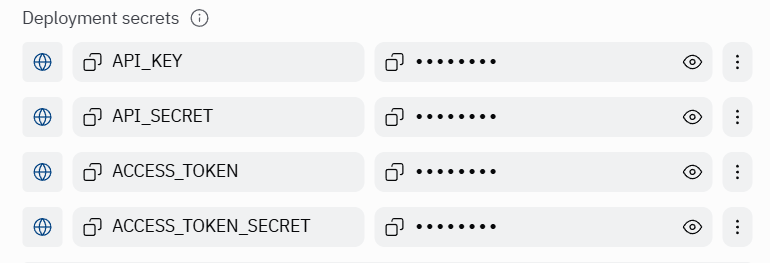 Deployment secrets
API_KEY ••••••••
API_SECRET ••••••••
ACCESS_TOKEN ••••••••
ACCESS_TOKEN_SECRET ••••••••